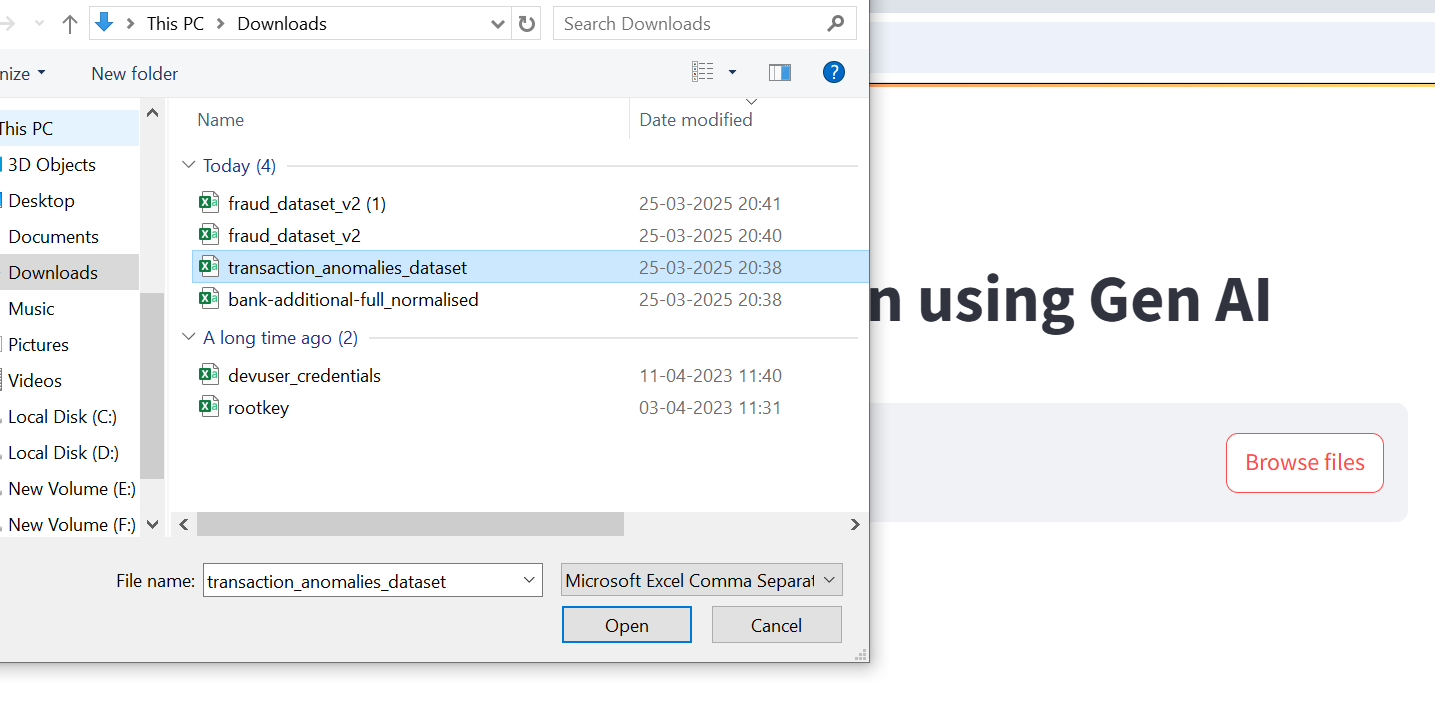 This PC > Downloads
Search Downloads
nize
New folder
?
This PC
3D Objects
Desktop
Documents
Downloads
Music
Pictures
Videos
Local Disk (C:)
Local Disk (D:)
New Volume (E:)
New Volume (F:)
Name
Date modified
Today (4)
fraud_dataset_v2 (1) 25-03-2025 20:41
fraud_dataset_v2 25-03-2025 20:40
transaction_anomalies_dataset 25-03-2025 20:38
bank-additional-full_normalised 25-03-2025 20:38
A long time ago (2)
devuser_credentials 11-04-2023 11:40
rootkey 03-04-2023 11:31
File name: transaction_anomalies_dataset
Microsoft Excel Comma Separat
Open
Cancel
n using Gen AI
Browse files